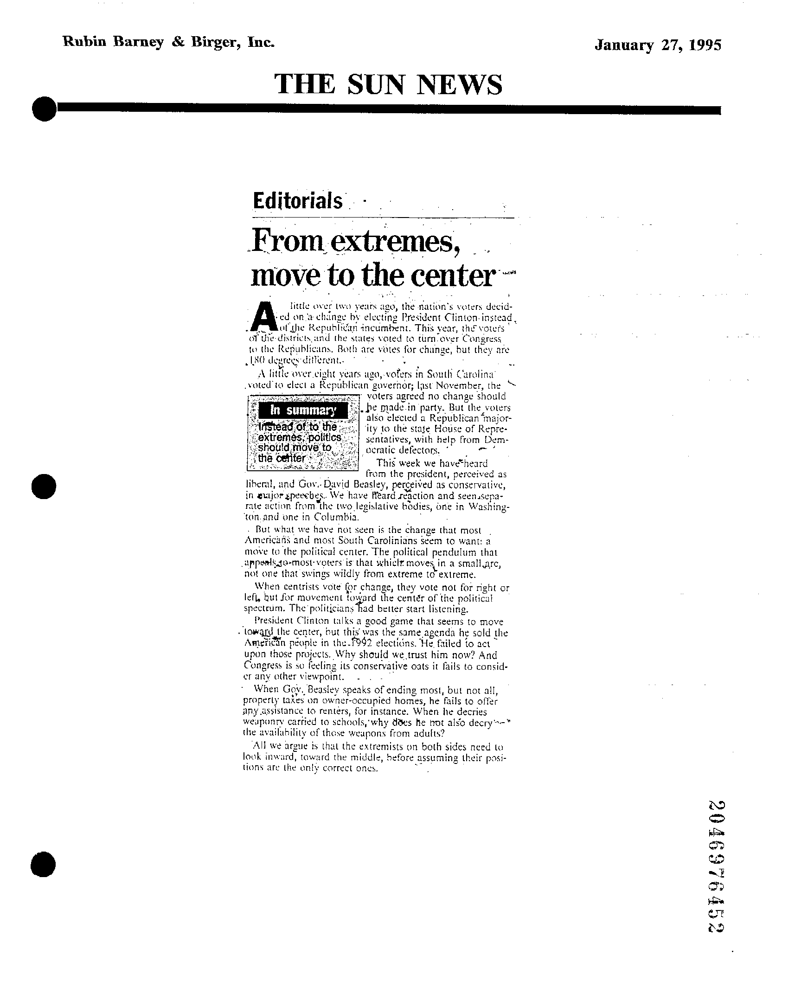 Rubin Barney & Birger, Inc.
January 27, 1995
THE SUN NEWS
Editorials
From extremes,
move to the center
A little over two years ago, the nation's voters decid-
ed on a change by electing President Clinton instead
of the Republican incumbent. This year, the voters
of the districts and the states voted to turn over Congress
to the Republicans. Both are votes for change, but they are
180 degrees different.
A little over eight years ago, voters in South Carolina
voted to elect a Republican governor; last November, the
voters agreed no change should
be made in party. But the voters
also elected a Republican major-
ity to the state House of Repre-
sentatives, with help from Dem-
ocratic defectors.
In summary
Instead of to the
extremes, politics
should move to
the center
This week we have heard
from the president, perceived as
liberal, and Gov. David Beasley, perceived as conservative,
in major speeches. We have heard reaction and seen sepa-
rate action from the two legislative bodies, one in Washing-
ton and one in Columbia.
But what we have not seen is the change that most
Americans and most South Carolinians seem to want: a
move to the political center. The political pendulum that
appeals to most voters is that which moves in a small arc,
not one that swings wildly from extreme to extreme.
When centrists vote for change, they vote not for right or
left, but for movement toward the center of the political
spectrum. The politicians had better start listening.
President Clinton talks a good game that seems to move
toward the center, but this was the same agenda he sold the
American people in the 1992 elections. He failed to act
upon those projects. Why should we trust him now? And
Congress is so feeling its conservative oats it fails to consid-
er any other viewpoint.
When Gov. Beasley speaks of ending most, but not all,
property taxes on owner-occupied homes, he fails to offer
any assistance to renters, for instance. When he decries
weaponry carried to schools, why does he not also decry
the availability of those weapons from adults?
All we argue is that the extremists on both sides need to
look inward, toward the middle, before assuming their posi-
tions are the only correct ones.
2046976452